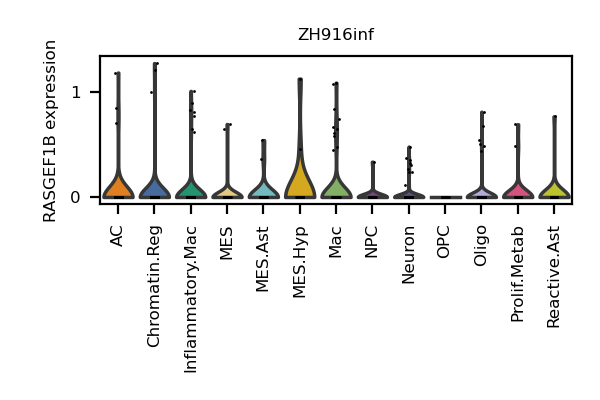 ZH916inf
RASGEF1B expression
1
0
AC
Chromatin.Reg
Inflammatory.Mac
MES
MES.Ast
MES.Hyp
Mac
NPC
Neuron
OPC
Oligo
Prolif.Metab
Reactive.Ast